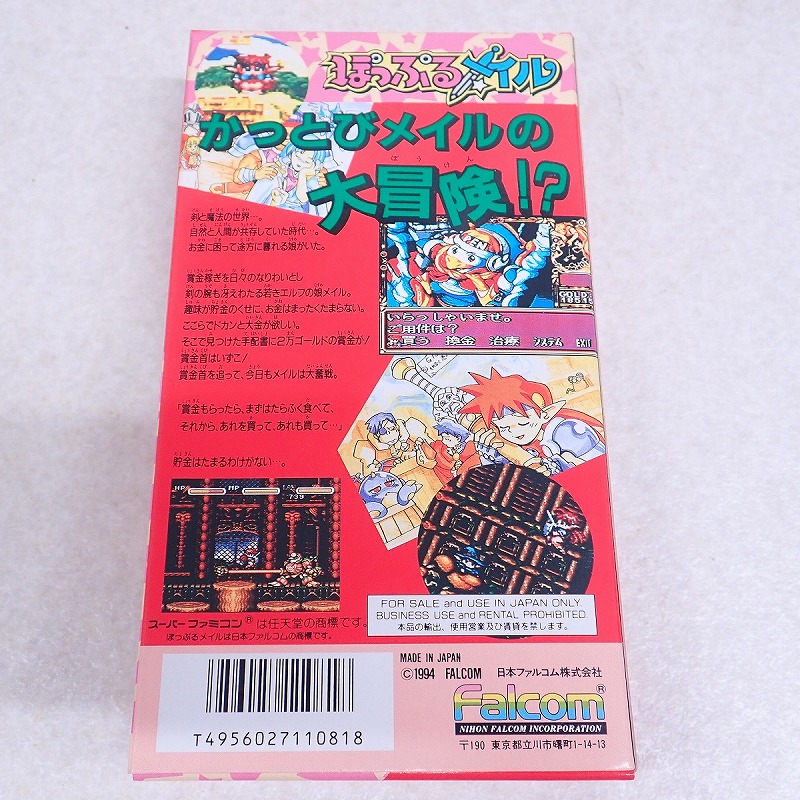 ぽっぷるメイル
かっとびメイルの
大冒険!?
ぼうけん
剣と魔法の世界…。
自然と人間が共存していた時代…。
お金に困って途方に暮れる娘がいた。
賞金稼ぎを日々のなりわいとし
剣の腕も冴えわたる若きエルフの娘メイル。
趣味が貯金のくせに、お金はまったくたまらない。
ここらでドカンと大金が欲しい。
そこで見つけた手配書に2万ゴールドの賞金が!
賞金首はいずこ!
賞金首を追って、今日もメイルは大奮戦。
「賞金もらったら、まずはたらふく食べて、
それから、あれを買って、あれも買って…」
貯金はたまるわけがない…。
GOLD
いらっしゃいませ。
ご用件は?
買う 換金 治療 システム EXIT
HP
MP
739
FOR SALE and USE IN JAPAN ONLY.
BUSINESS USE and RENTAL PROHIBITED.
本品の輸出、使用営業及び賃貸を禁じます。
スーパーファミコン®は任天堂の商標です。
ぽっぷるメイルは日本ファルコムの商標です。
MADE IN JAPAN
©1994 FALCOM 日本ファルコム株式会社
Falcom®
NIHON FALCOM INCORPORATION
〒190 東京都立川市曙町1-14-13
T4956027110818